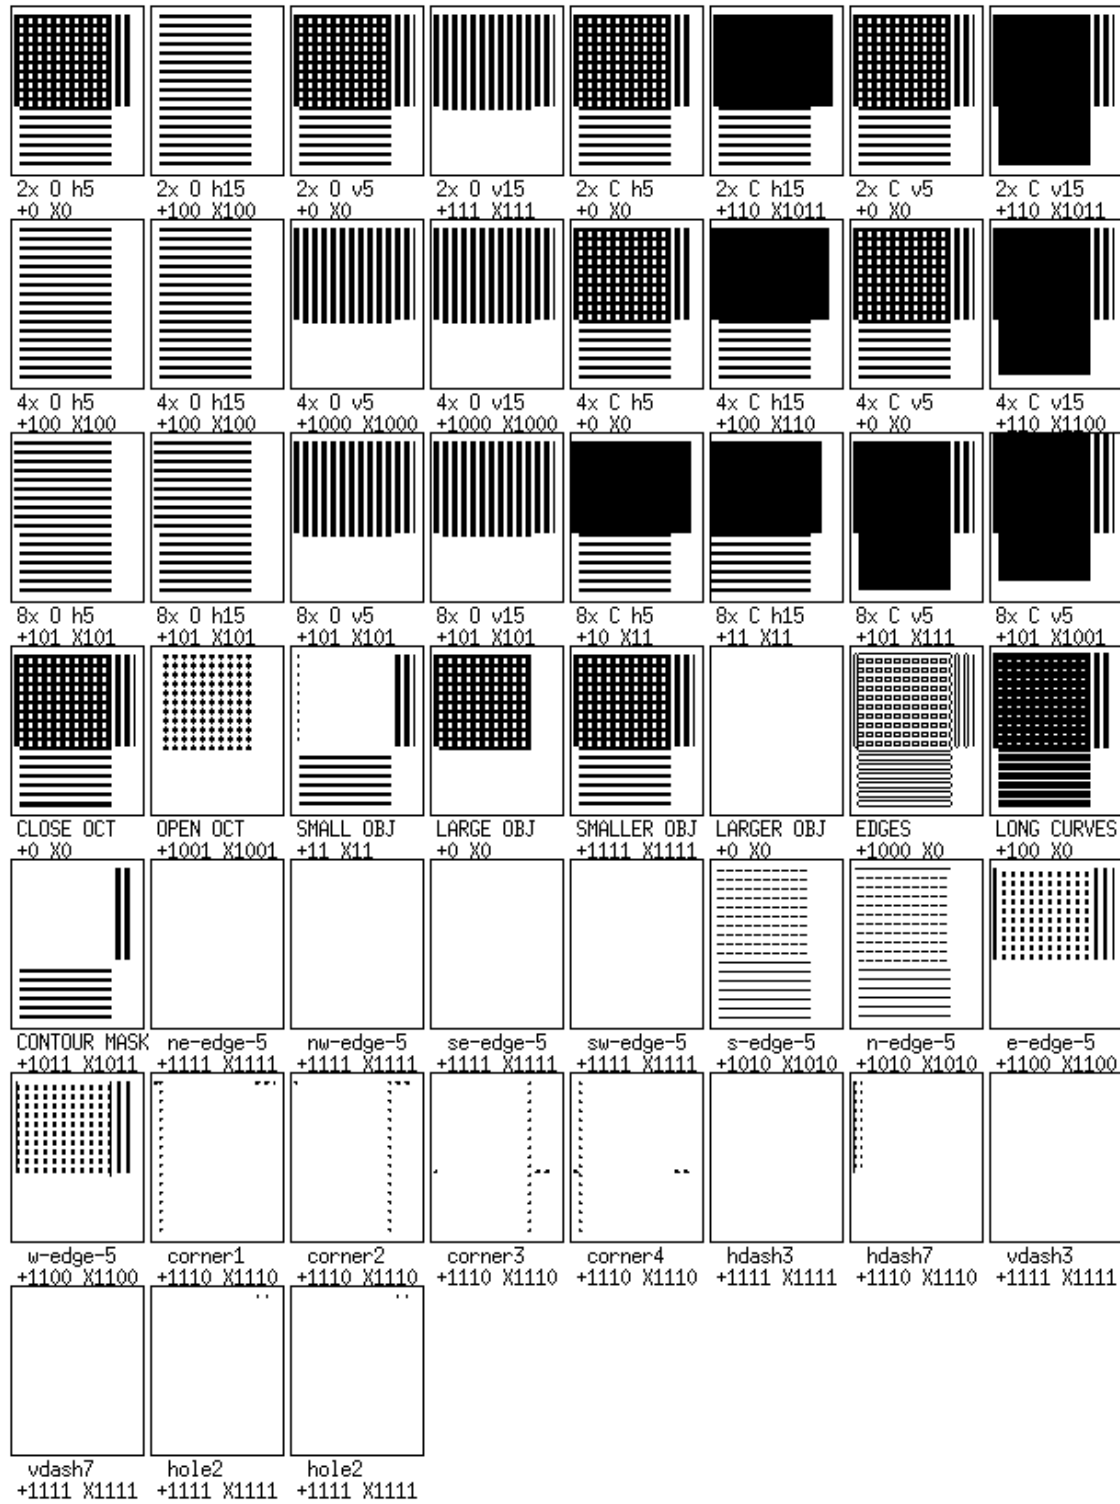 2x O h5 2x O h15 2x O v5 2x O v15 2x C h5 2x C h15 2x C v5 2x C v15
+0 X0 +100 X100 +0 X0 +111 X111 +0 X0 +110 X1011 +0 X0 +110 X1011
4x O h5 4x O h15 4x O v5 4x O v15 4x C h5 4x C h15 4x C v5 4x C v15
+100 X100 +100 X100 +1000 X1000 +1000 X1000 +0 X0 +100 X110 +0 X0 +110 X1100
8x O h5 8x O h15 8x O v5 8x O v15 8x C h5 8x C h15 8x C v5 8x C v5
+101 X101 +101 X101 +101 X101 +101 X101 +10 X11 +11 X11 +101 X111 +101 X1001
CLOSE OCT OPEN OCT SMALL OBJ LARGE OBJ SMALLER OBJ LARGER OBJ EDGES LONG CURVES
+0 X0 +1001 X1001 +11 X11 +0 X0 +1111 X1111 +0 X0 +1000 X0 +100 X0
CONTOUR MASK ne-edge-5 nw-edge-5 se-edge-5 sw-edge-5 s-edge-5 n-edge-5 e-edge-5
+1011 X1011 +1111 X1111 +1111 X1111 +1111 X1111 +1111 X1111 +1010 X1010 +1010 X1010 +1100 X1100
w-edge-5 corner1 corner2 corner3 corner4 hdash3 hdash7 vdash3
+1100 X1100 +1110 X1110 +1110 X1110 +1110 X1110 +1110 X1110 +1111 X1111 +1110 X1110 +1111 X1111
vdash7 hole2 hole2
+1111 X1111 +1111 X1111 +1111 X1111